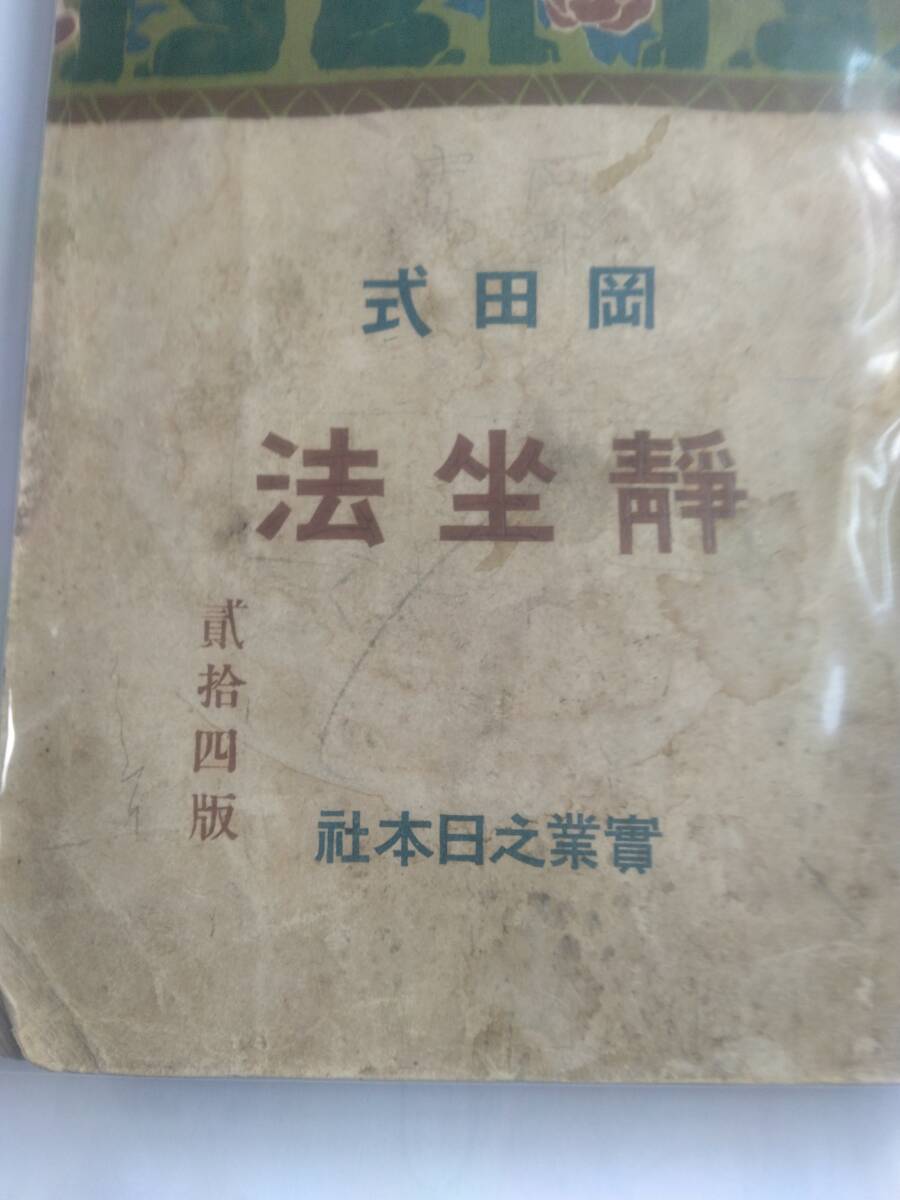 岡田式
靜坐法
貳拾四版
實業之日本社